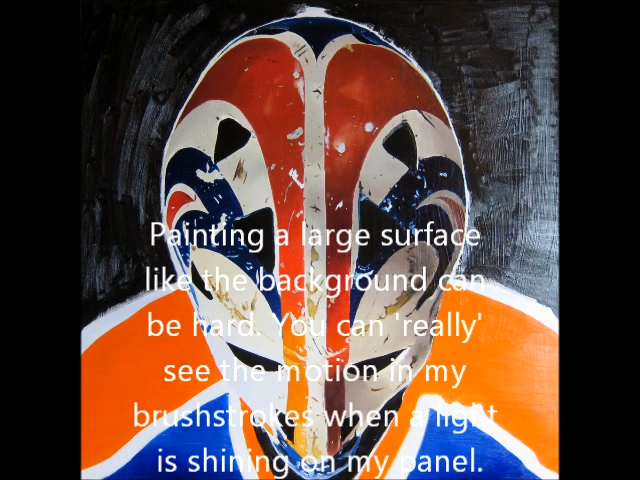 Painting a large surface
like the background can
be hard. You can 'really'
see the motion in my
brushstrokes when a light
is shining on my panel.